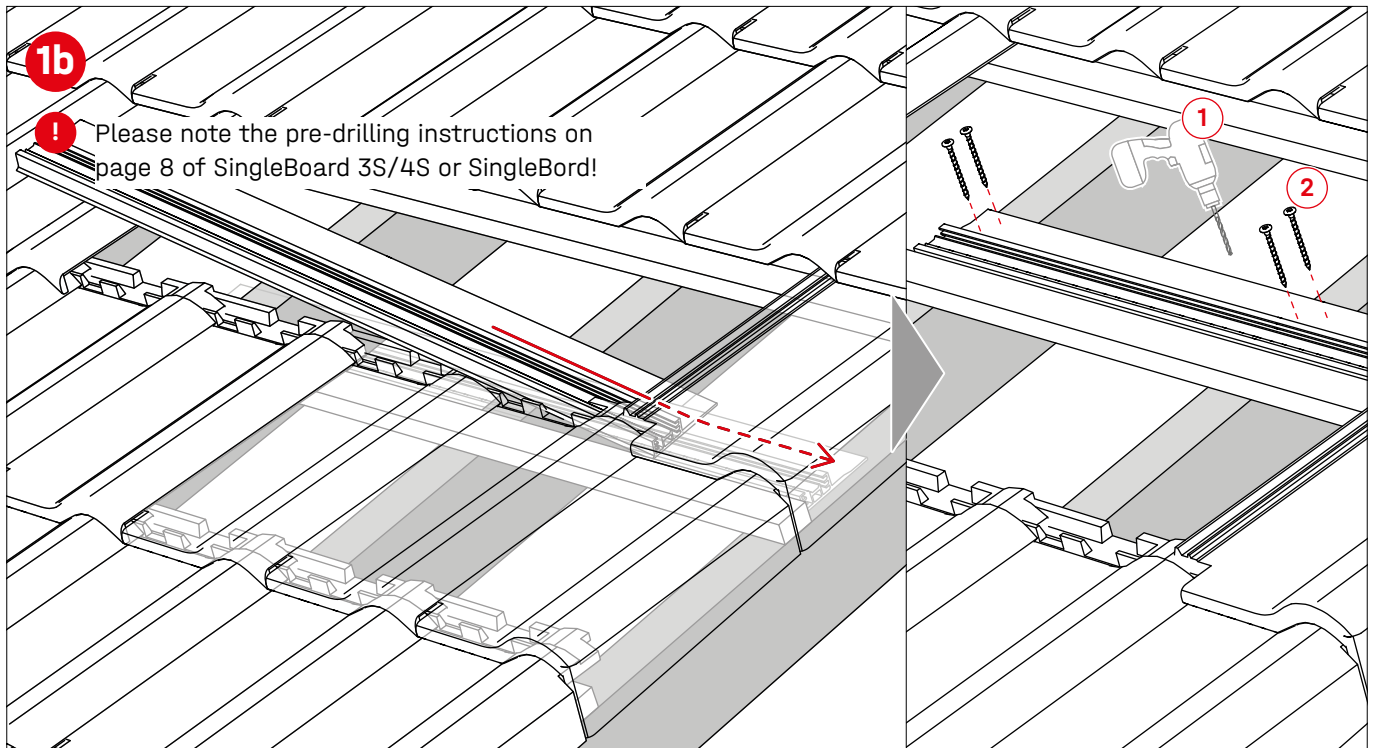 1b
! Please note the pre-drilling instructions on
page 8 of SingleBoard 3S/4S or SingleBord!
1
2